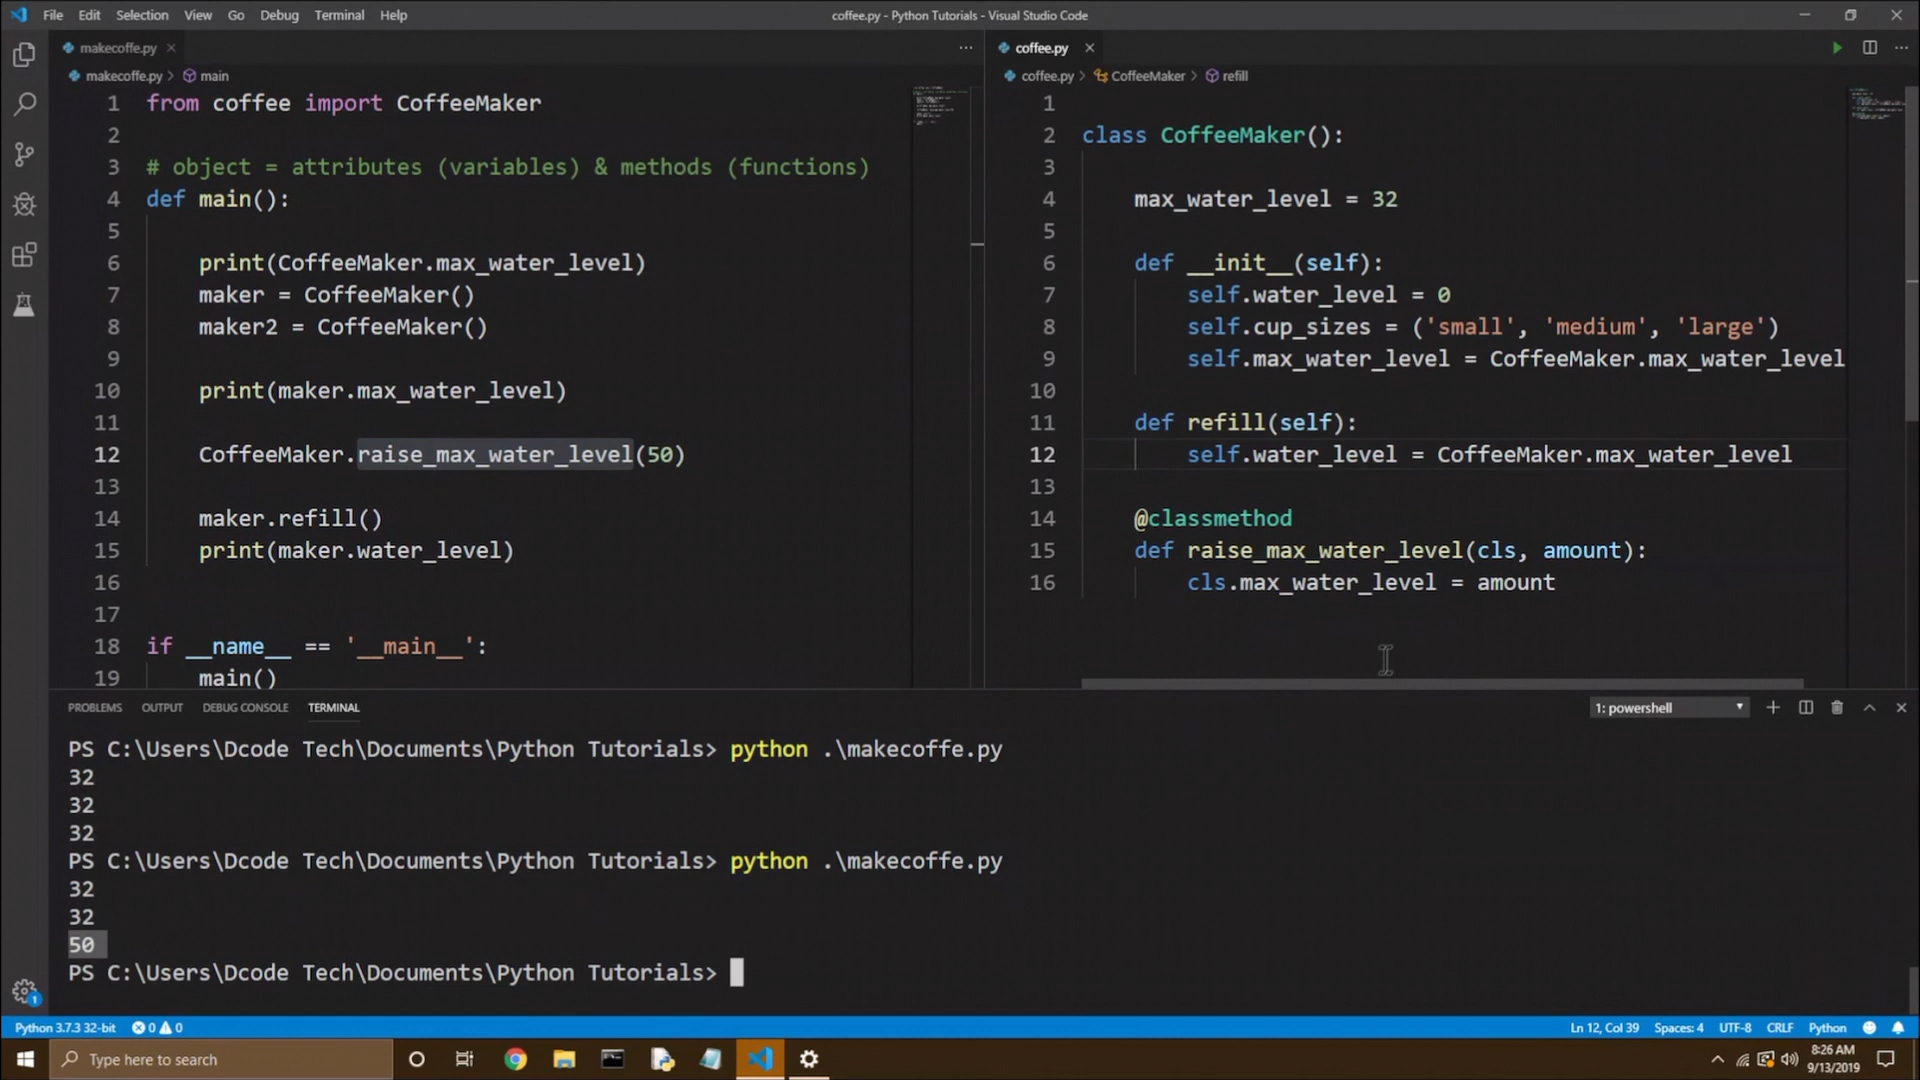 File Edit Selection View Go Debug Terminal Help
coffee.py - Python Tutorials - Visual Studio Code
makecoffe.py
makecoffe.py > main
1 from coffee import CoffeeMaker
2
3 # object = attributes (variables) & methods (functions)
4 def main():
5
6 print(CoffeeMaker.max_water_level)
7 maker = CoffeeMaker()
8 maker2 = CoffeeMaker()
9
10 print(maker.max_water_level)
11
12 CoffeeMaker.raise_max_water_level(50)
13
14 maker.refill()
15 print(maker.water_level)
16
17
18 if __name__ == '__main__':
19 main()
coffee.py
coffee.py > CoffeeMaker > refill
1
2 class CoffeeMaker():
3
4 max_water_level = 32
5
6 def __init__(self):
7 self.water_level = 0
8 self.cup_sizes = ('small', 'medium', 'large')
9 self.max_water_level = CoffeeMaker.max_water_level
10
11 def refill(self):
12 self.water_level = CoffeeMaker.max_water_level
13
14 @classmethod
15 def raise_max_water_level(cls, amount):
16 cls.max_water_level = amount
PROBLEMS OUTPUT DEBUG CONSOLE TERMINAL
1: powershell
PS C:\Users\Dcode Tech\Documents\Python Tutorials> python .\makecoffe.py
32
32
32
PS C:\Users\Dcode Tech\Documents\Python Tutorials> python .\makecoffe.py
32
32
50
PS C:\Users\Dcode Tech\Documents\Python Tutorials>
1
Python 3.7.3 32-bit 0 0
Ln 12, Col 39 Spaces: 4 UTF-8 CRLF Python
Type here to search
8:26 AM
9/13/2019